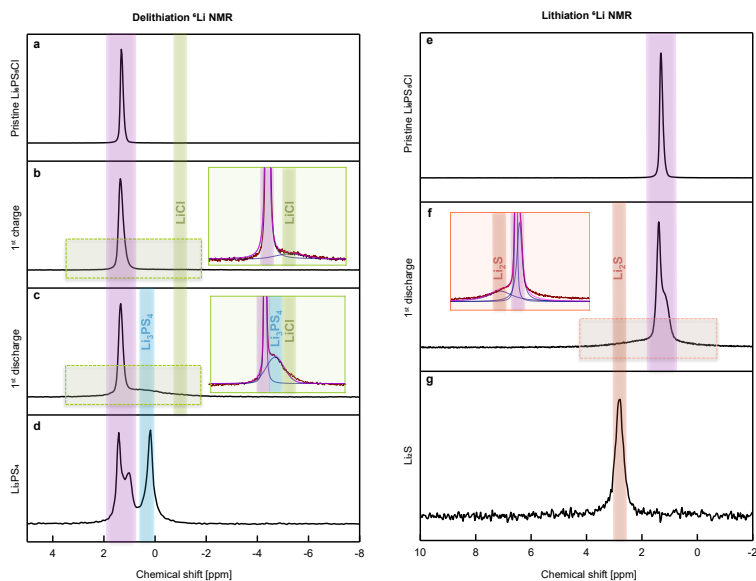 Delithiation ⁶Li NMR
a
Pristine Li₆PS₅Cl
b
1ˢᵗ charge
LiCl
LiCl
c
1ˢᵗ discharge
Li₃PS₄
Li₃PS₄
LiCl
d
Li₃PS₄
4 2 0 -2 -4 -6 -8
Chemical shift [ppm]
Lithiation ⁶Li NMR
e
Pristine Li₆PS₅Cl
f
1ˢᵗ discharge
Li₂S
Li₂S
g
Li₂S
10 8 6 4 2 0 -2
Chemical shift [ppm]